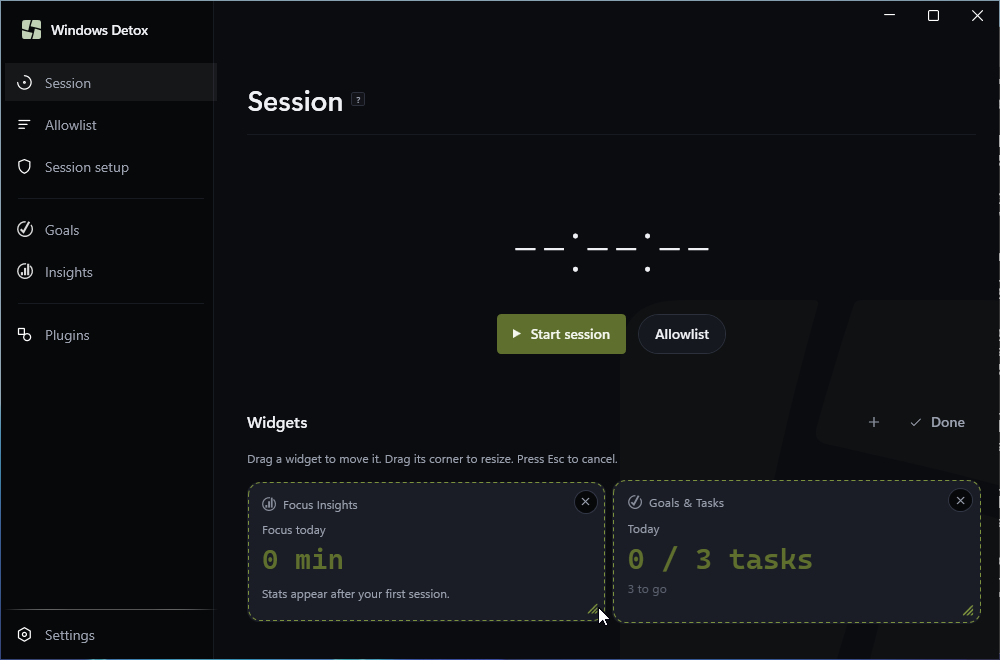 Windows Detox
Session
Allowlist
Session setup
Goals
Insights
Plugins
Settings
Session ?
– – : – – : – –
Start session
Allowlist
Widgets
+ Done
Drag a widget to move it. Drag its corner to resize. Press Esc to cancel.
Focus Insights
Focus today
0 min
Stats appear after your first session.
Goals & Tasks
Today
0 / 3 tasks
3 to go